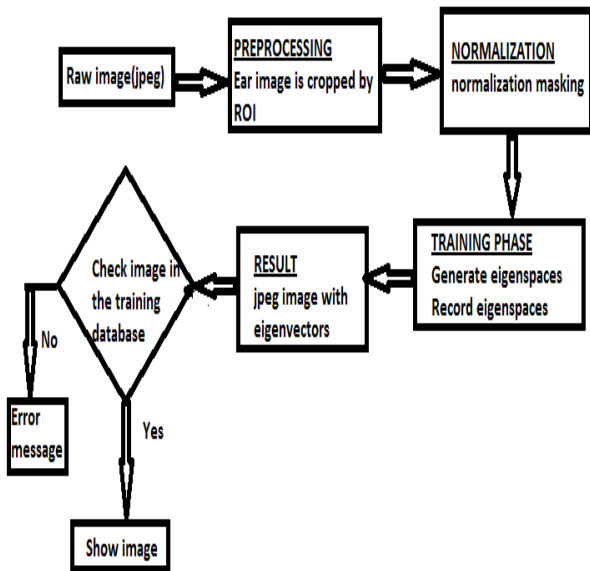 Raw image(jpeg)
PREPROCESSING
Ear image is cropped by
ROI
NORMALIZATION
normalization masking
TRAINING PHASE
Generate eigenspaces
Record eigenspaces
RESULT
jpeg image with
eigenvectors
Check image in
the training
database
No
Error
message
Yes
Show image